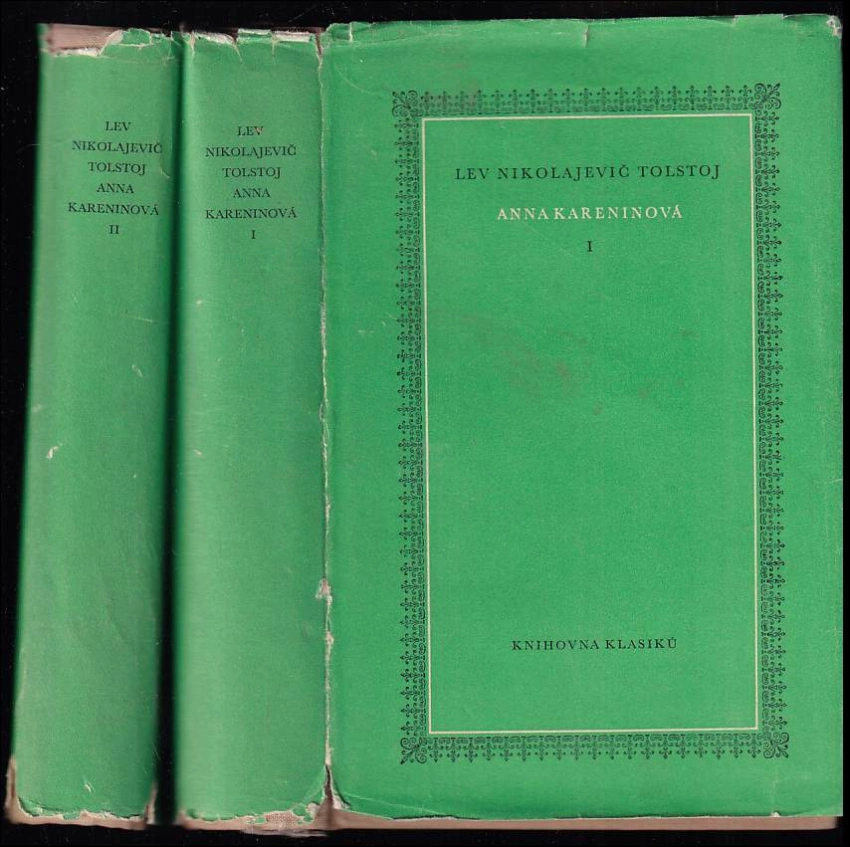 LEV
NIKOLAJEVIČ
TOLSTOJ
ANNA
KARENINOVÁ
II
LEV
NIKOLAJEVIČ
TOLSTOJ
ANNA
KARENINOVÁ
I
LEV NIKOLAJEVIČ TOLSTOJ
ANNA KARENINOVÁ
I
KNIHOVNA KLASIKŮ